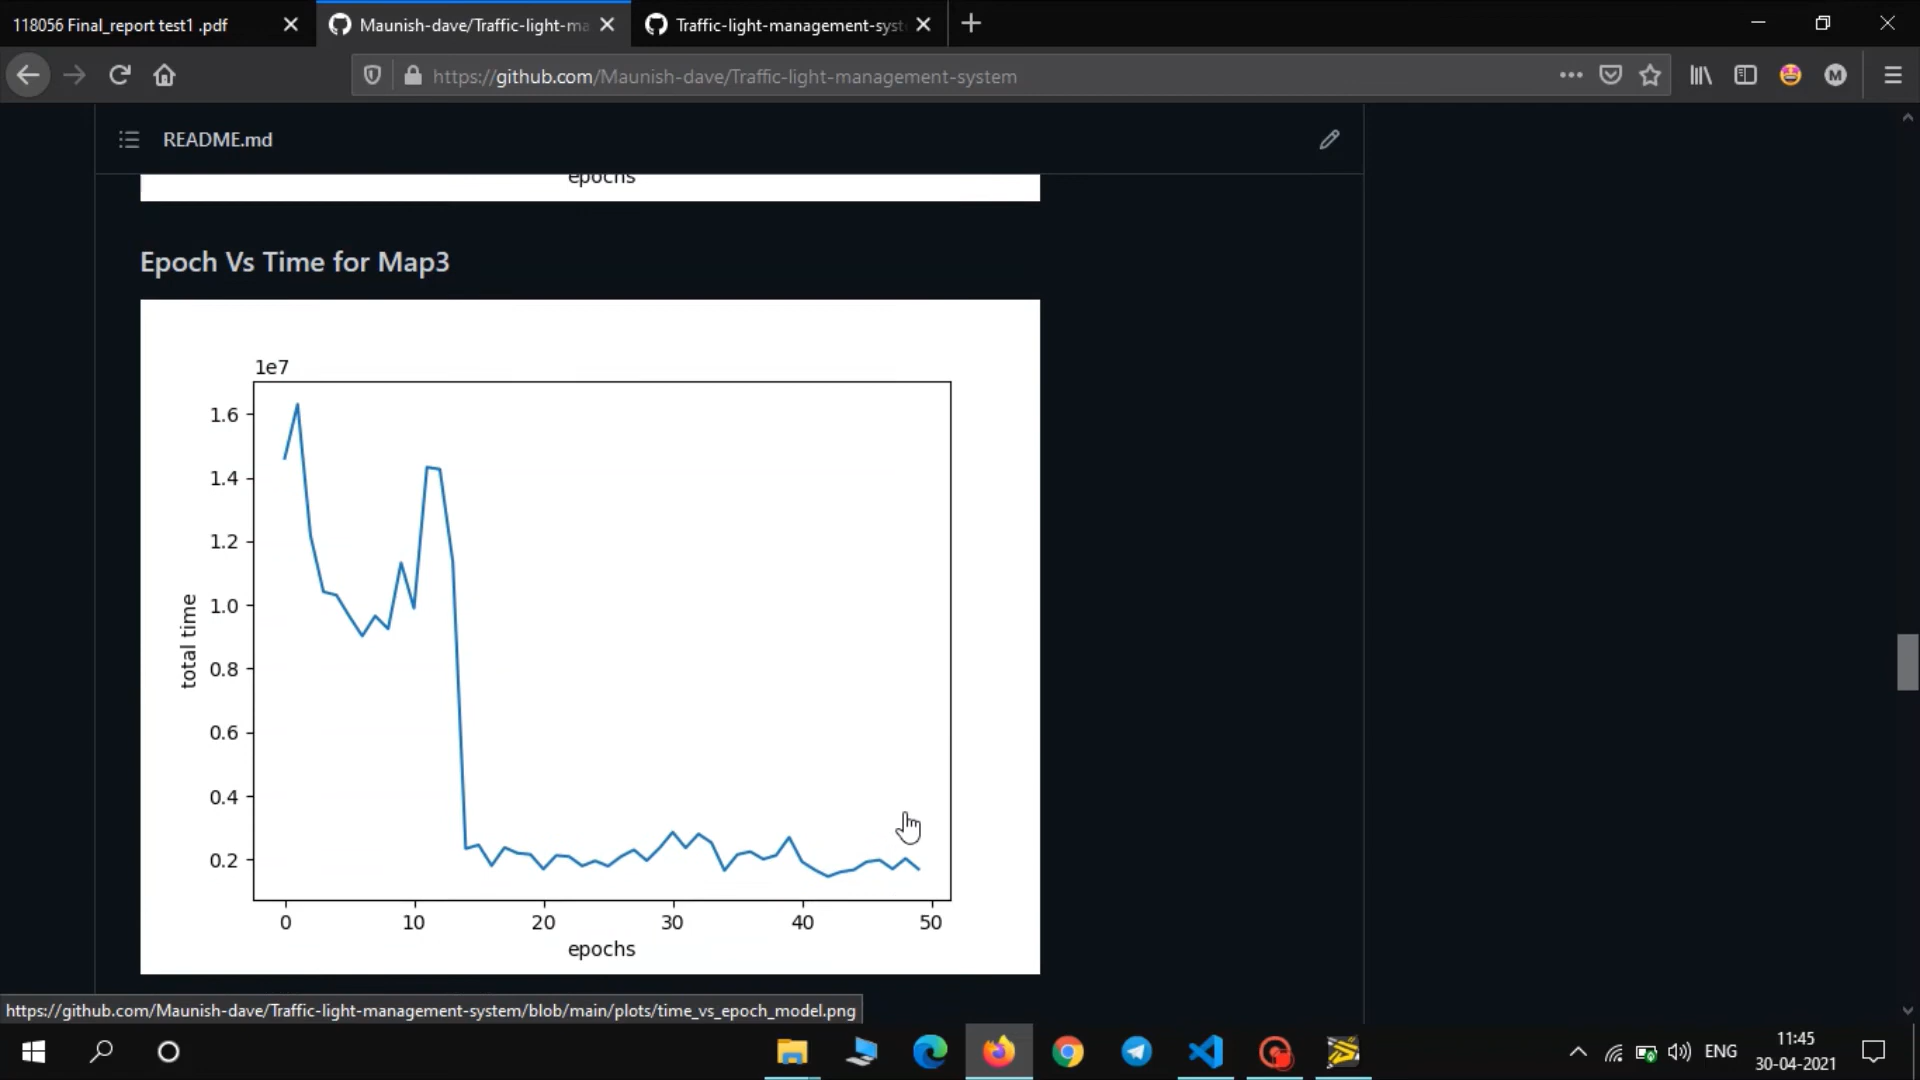 118056 Final_report test1 .pdf
Maunish-dave/Traffic-light-ma
Traffic-light-management-syst
https://github.com/Maunish-dave/Traffic-light-management-system
M
README.md
epochs
Epoch Vs Time for Map3
1e7
1.6
1.4
1.2
1.0
0.8
0.6
0.4
0.2
total time
0 10 20 30 40 50
epochs
https://github.com/Maunish-dave/Traffic-light-management-system/blob/main/plots/time_vs_epoch_model.png
ENG
11:45
30-04-2021